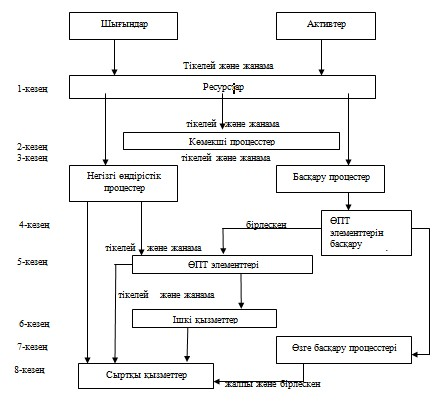 Шығындар
Активтер
Тікелей және жанама
1-кезең
Ресурстар
тікелей және жанама
2-кезең
Көмекші процесстер
3-кезең
тікелей және жанама
Негізгі өндірістік
процестер
Басқару процестер
4-кезең
бірлескен
ӨПТ
элементтерін
басқару
тікелей және жанама
5-кезең
ӨПТ элементтері
тікелей және жанама
6-кезең
Ішкі қызметтер
7-кезең
Өзге басқару процесстері
8-кезең
Сыртқы қызметтер
жалпы және бірлескен